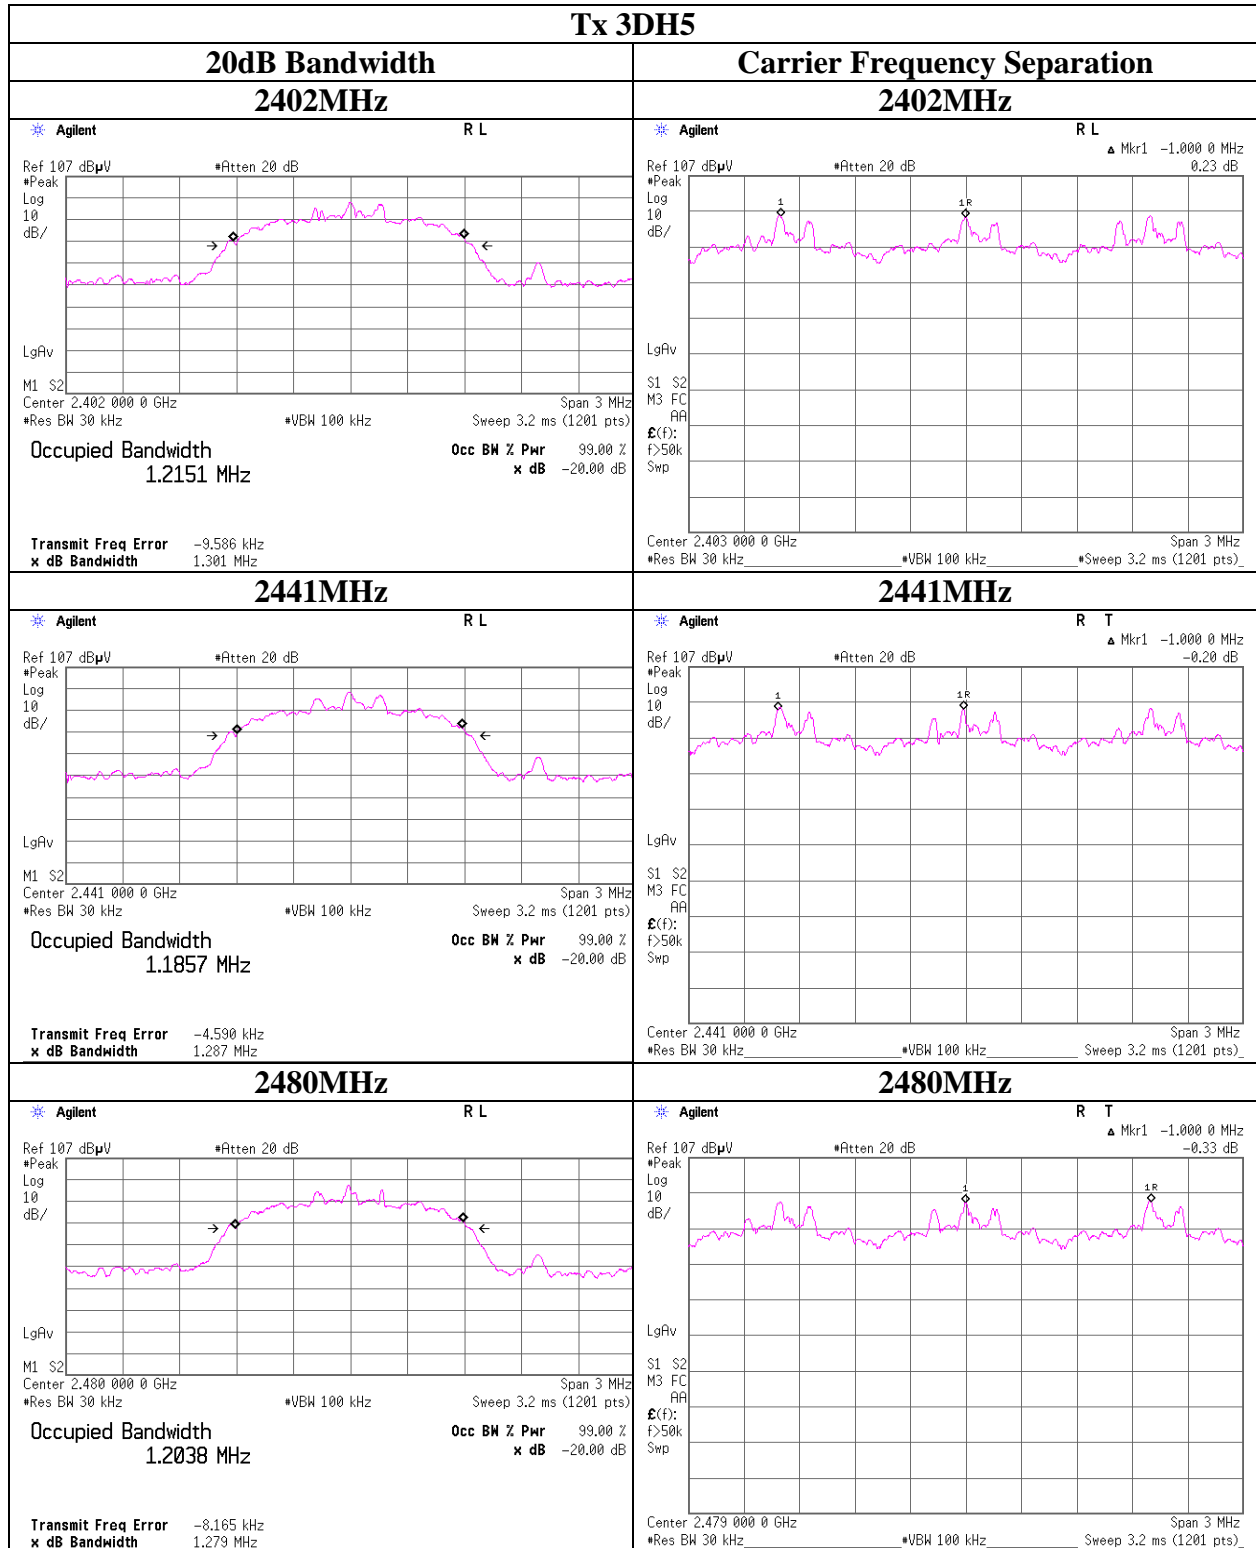 Tx 3DH5
20dB Bandwidth
Carrier Frequency Separation
2402MHz
2402MHz
Agilent
R L
Ref 107 dBµV
#Atten 20 dB
#Peak
Log
10
dB/
LgAv
M1 S2
Center 2.402 000 0 GHz
Span 3 MHz
#Res BW 30 kHz
#VBW 100 kHz
Sweep 3.2 ms (1201 pts)
Occupied Bandwidth
1.2151 MHz
Occ BW % Pwr 99.00 %
x dB -20.00 dB
Transmit Freq Error -9.586 kHz
x dB Bandwidth 1.301 MHz
Agilent
R L
Δ Mkr1 -1.000 0 MHz
Ref 107 dBµV
#Atten 20 dB
0.23 dB
#Peak
Log
10
dB/
1
1R
LgAv
S1 S2
M3 FC
AA
£(f):
f>50k
Swp
Center 2.403 000 0 GHz
Span 3 MHz
#Res BW 30 kHz
#VBW 100 kHz
#Sweep 3.2 ms (1201 pts)
2441MHz
2441MHz
Agilent
R L
Ref 107 dBµV
#Atten 20 dB
#Peak
Log
10
dB/
LgAv
M1 S2
Center 2.441 000 0 GHz
Span 3 MHz
#Res BW 30 kHz
#VBW 100 kHz
Sweep 3.2 ms (1201 pts)
Occupied Bandwidth
1.1857 MHz
Occ BW % Pwr 99.00 %
x dB -20.00 dB
Transmit Freq Error -4.590 kHz
x dB Bandwidth 1.287 MHz
Agilent
R T
Δ Mkr1 -1.000 0 MHz
Ref 107 dBµV
#Atten 20 dB
-0.20 dB
#Peak
Log
10
dB/
1
1R
LgAv
S1 S2
M3 FC
AA
£(f):
f>50k
Swp
Center 2.441 000 0 GHz
Span 3 MHz
#Res BW 30 kHz
#VBW 100 kHz
Sweep 3.2 ms (1201 pts)
2480MHz
2480MHz
Agilent
R L
Ref 107 dBµV
#Atten 20 dB
#Peak
Log
10
dB/
LgAv
M1 S2
Center 2.480 000 0 GHz
Span 3 MHz
#Res BW 30 kHz
#VBW 100 kHz
Sweep 3.2 ms (1201 pts)
Occupied Bandwidth
1.2038 MHz
Occ BW % Pwr 99.00 %
x dB -20.00 dB
Transmit Freq Error -8.165 kHz
x dB Bandwidth 1.279 MHz
Agilent
R T
Δ Mkr1 -1.000 0 MHz
Ref 107 dBµV
#Atten 20 dB
-0.33 dB
#Peak
Log
10
dB/
1
1R
LgAv
S1 S2
M3 FC
AA
£(f):
f>50k
Swp
Center 2.479 000 0 GHz
Span 3 MHz
#Res BW 30 kHz
#VBW 100 kHz
Sweep 3.2 ms (1201 pts)